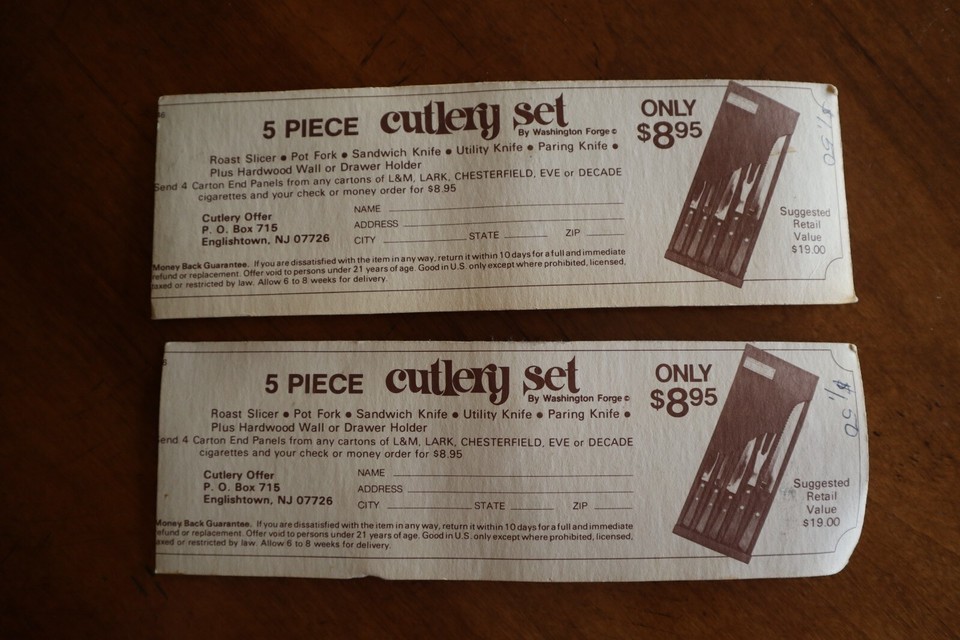 5 PIECE cutlery set
By Washington Forge©
ONLY
$8.95
Roast Slicer • Pot Fork • Sandwich Knife • Utility Knife • Paring Knife •
Plus Hardwood Wall or Drawer Holder
Send 4 Carton End Panels from any cartons of L&M, LARK, CHESTERFIELD, EVE or DECADE
cigarettes and your check or money order for $8.95
Cutlery Offer
P. O. Box 715
Englishtown, NJ 07726
NAME
ADDRESS
CITY STATE ZIP
Money Back Guarantee. If you are dissatisfied with the item in any way, return it within 10 days for a full and immediate
refund or replacement. Offer void to persons under 21 years of age. Good in U.S. only except where prohibited, licensed,
taxed or restricted by law. Allow 6 to 8 weeks for delivery.
Suggested
Retail
Value
$19.00
$1.50
5 PIECE cutlery set
By Washington Forge©
ONLY
$8.95
Roast Slicer • Pot Fork • Sandwich Knife • Utility Knife • Paring Knife •
Plus Hardwood Wall or Drawer Holder
end 4 Carton End Panels from any cartons of L&M, LARK, CHESTERFIELD, EVE or DECADE
cigarettes and your check or money order for $8.95
Cutlery Offer
P. O. Box 715
Englishtown, NJ 07726
NAME
ADDRESS
CITY STATE ZIP
Money Back Guarantee. If you are dissatisfied with the item in any way, return it within 10 days for a full and immediate
efund or replacement. Offer void to persons under 21 years of age. Good in U.S. only except where prohibited, licensed,
axed or restricted by law. Allow 6 to 8 weeks for delivery.
Suggested
Retail
Value
$19.00
$1.50